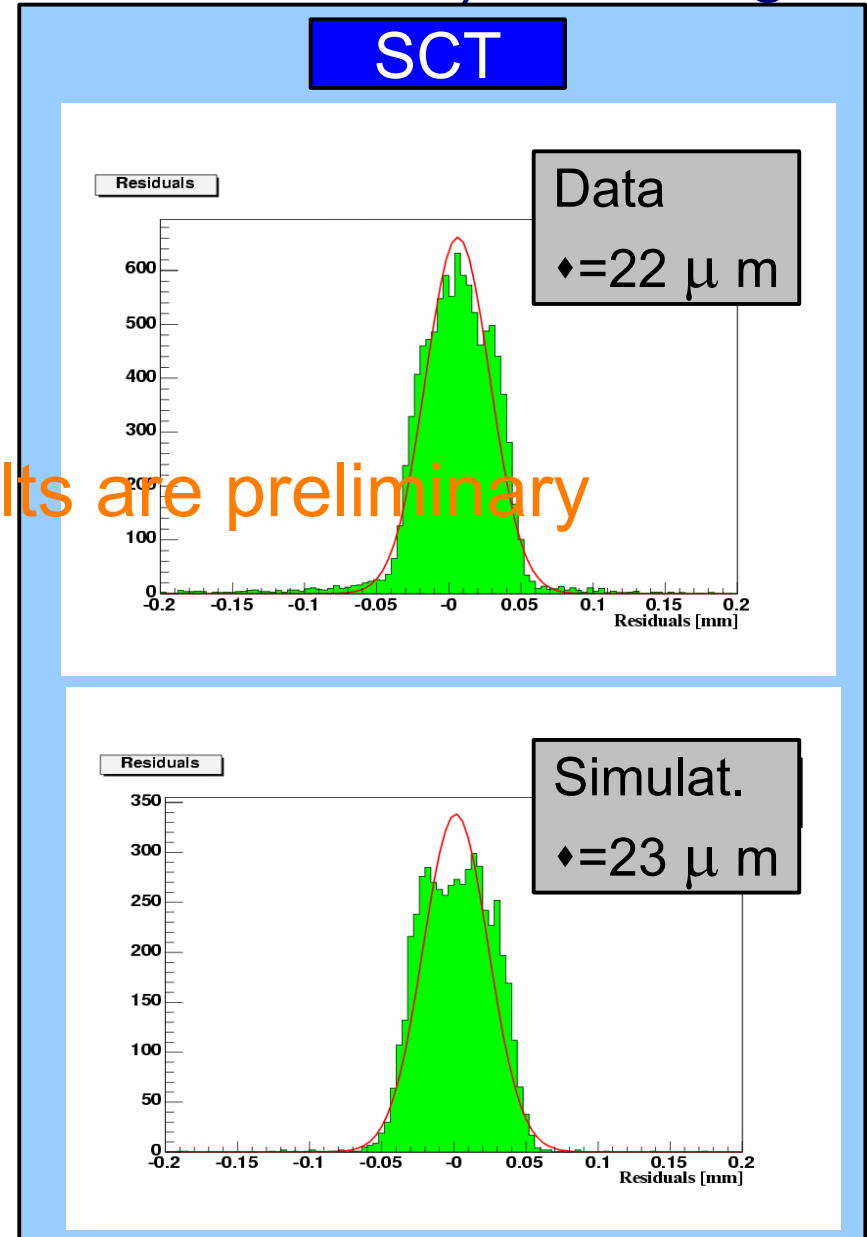 SCT
Residuals
Data
♦=22 μ m
600
500
400
300
200
100
0
lts are preliminary
-0.2 -0.15 -0.1 -0.05 -0 0.05 0.1 0.15 0.2
Residuals [mm]
Residuals
Simulat.
♦=23 μ m
350
300
250
200
150
100
50
0
-0.2 -0.15 -0.1 -0.05 -0 0.05 0.1 0.15 0.2
Residuals [mm]